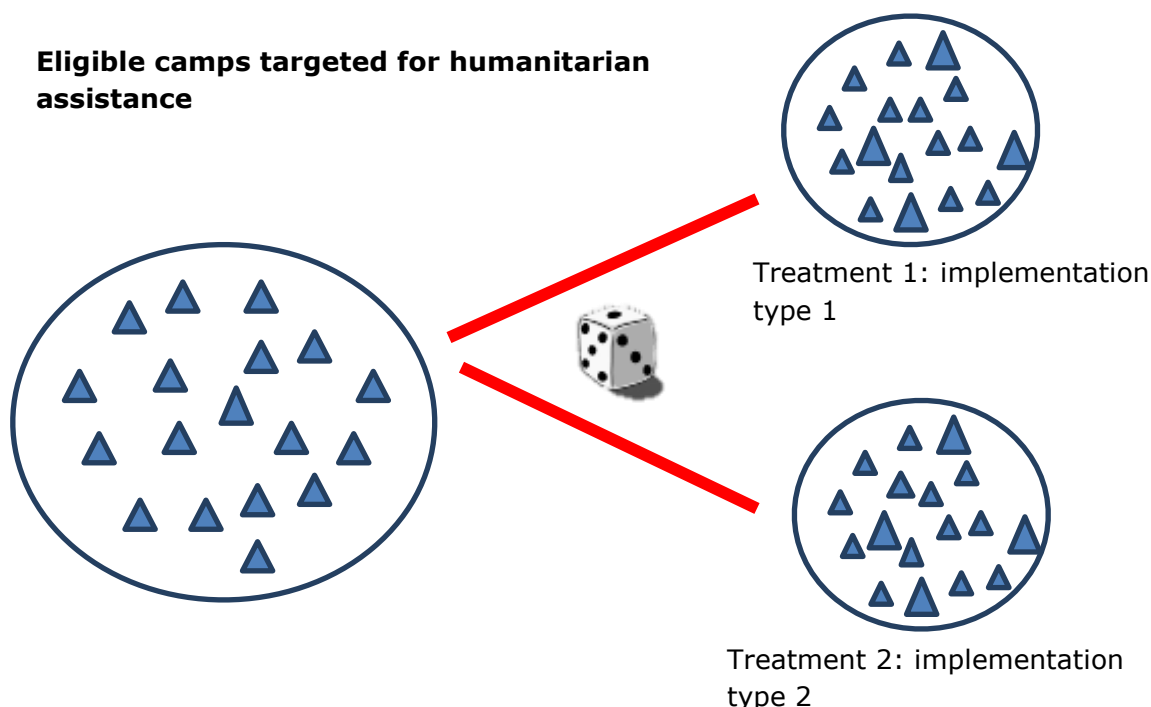 Eligible camps targeted for humanitarian
assistance
Treatment 1: implementation
type 1
Treatment 2: implementation
type 2